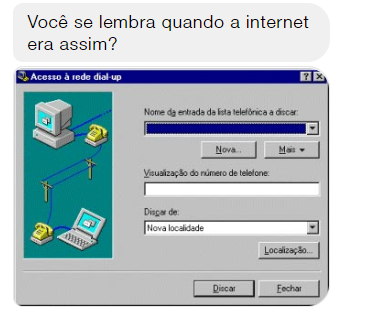 Você se lembra quando a internet
era assim?
Acesso à rede dial-up
Nome da entrada da lista telefônica a discar:
Nova...
Mais
Visualização do número de telefone:
Discar de:
Nova localidade
Localização...
Discar
Fechar